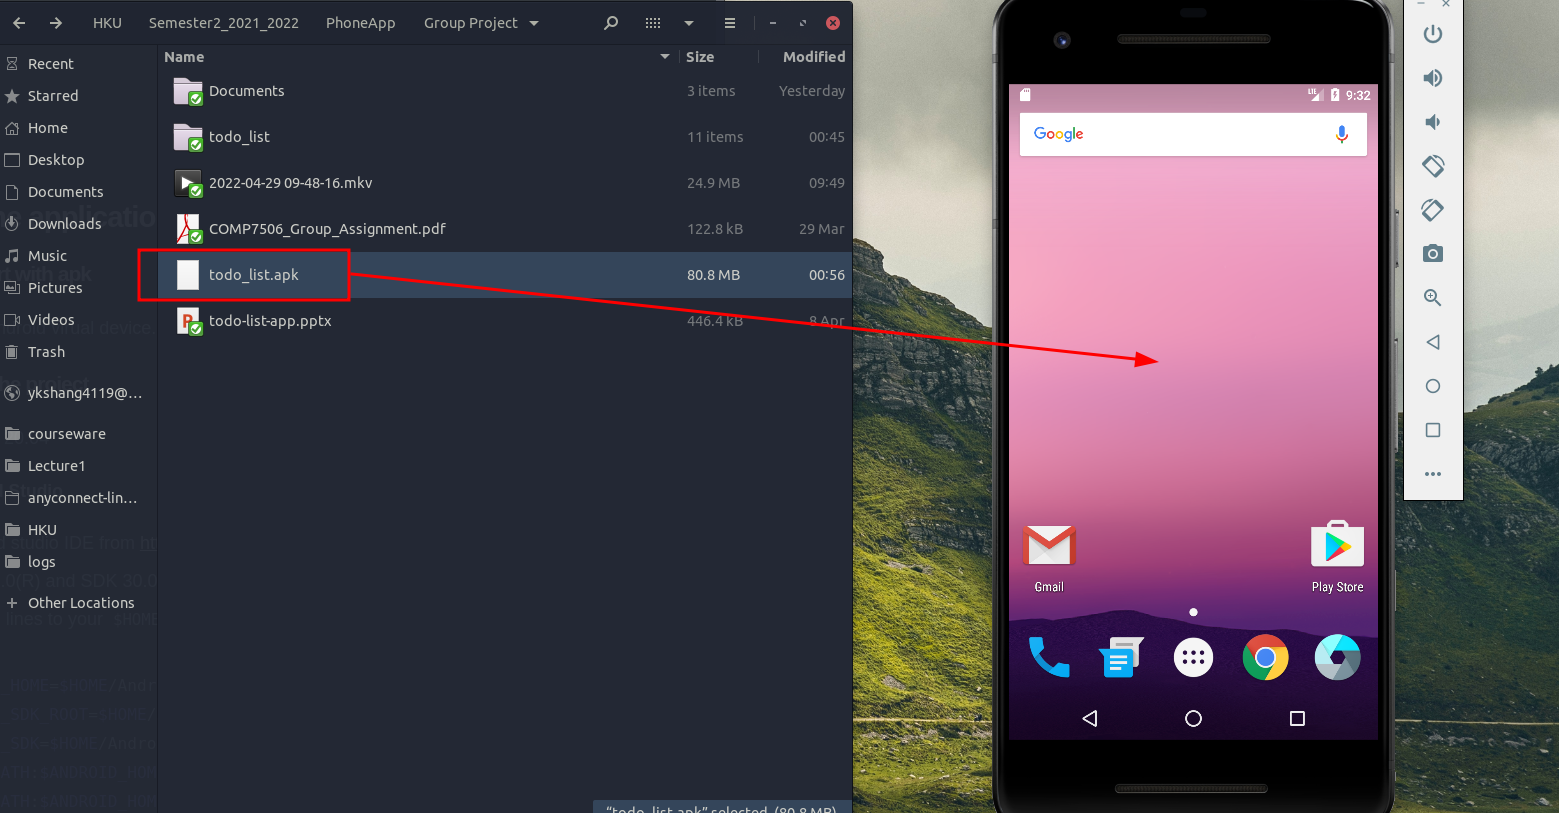 HKU Semester2_2021_2022 PhoneApp Group Project
Name Size Modified
Recent
Starred
Home
Desktop
Documents
Downloads
Music
Pictures
Videos
Trash
ykshang4119@...
courseware
Lecture1
anyconnect-lin...
HKU
logs
Other Locations
Documents 3 items Yesterday
todo_list 11 items 00:45
2022-04-29 09-48-16.mkv 24.9 MB 09:49
COMP7506_Group_Assignment.pdf 122.8 kB 29 Mar
todo_list.apk 80.8 MB 00:56
todo-list-app.pptx 446.4 kB 8 Apr
"todo_list.apk" selected (80.8 MB)
LTE 9:32
Google
Gmail Play Store